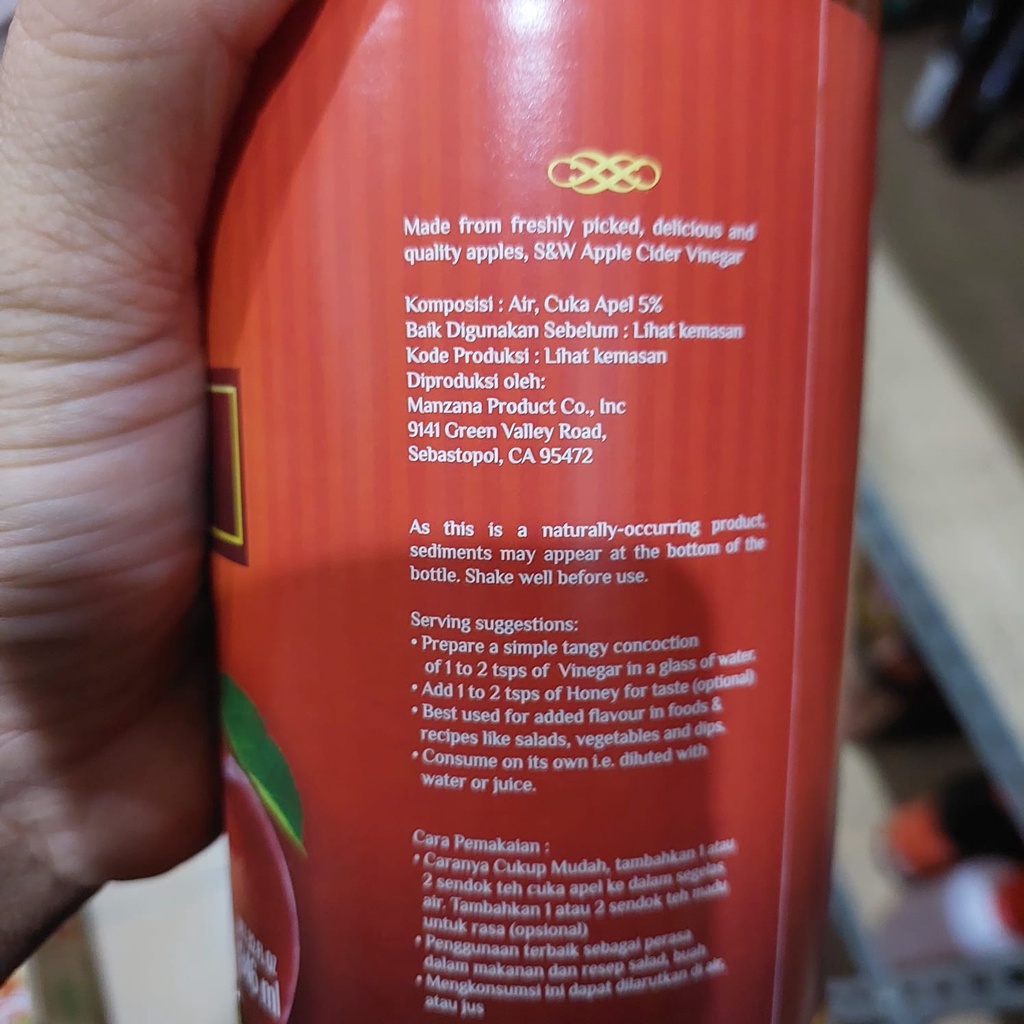 Made from freshly picked, delicious and
quality apples, S&W Apple Cider Vinegar
Komposisi : Air, Cuka Apel 5%
Baik Digunakan Sebelum : Lihat kemasan
Kode Produksi : Lihat kemasan
Diproduksi oleh:
Manzana Product Co., Inc
9141 Green Valley Road,
Sebastopol, CA 95472
As this is a naturally-occurring product,
sediments may appear at the bottom of the
bottle. Shake well before use.
Serving suggestions:
• Prepare a simple tangy concoction
of 1 to 2 tsps of Vinegar in a glass of water.
• Add 1 to 2 tsps of Honey for taste (optional)
• Best used for added flavour in foods &
recipes like salads, vegetables and dips.
• Consume on its own i.e. diluted with
water or juice.
Cara Pemakaian :
• Caranya Cukup Mudah, tambahkan 1 atau
2 sendok teh cuka apel ke dalam segelas
air. Tambahkan 1 atau 2 sendok teh madu
untuk rasa (opsional)
• Penggunaan terbaik sebagai perasa
dalam makanan dan resep salad, buah
• Mengkonsumsi ini dapat dilarutkan di air
atau jus
ml